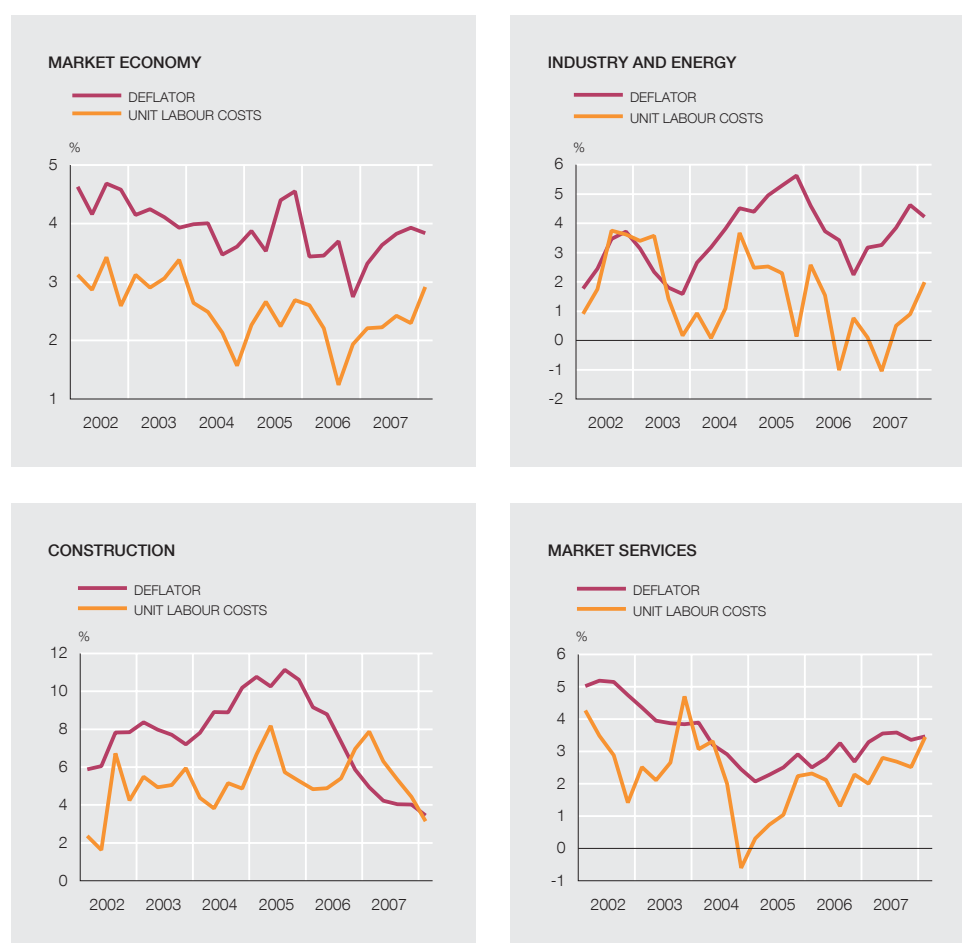 MARKET ECONOMY
DEFLATOR
UNIT LABOUR COSTS
%
5
4
3
2
1
2002 2003 2004 2005 2006 2007
INDUSTRY AND ENERGY
DEFLATOR
UNIT LABOUR COSTS
%
6
5
4
3
2
1
0
-1
-2
2002 2003 2004 2005 2006 2007
CONSTRUCTION
DEFLATOR
UNIT LABOUR COSTS
%
12
10
8
6
4
2
0
2002 2003 2004 2005 2006 2007
MARKET SERVICES
DEFLATOR
UNIT LABOUR COSTS
%
6
5
4
3
2
1
0
-1
2002 2003 2004 2005 2006 2007